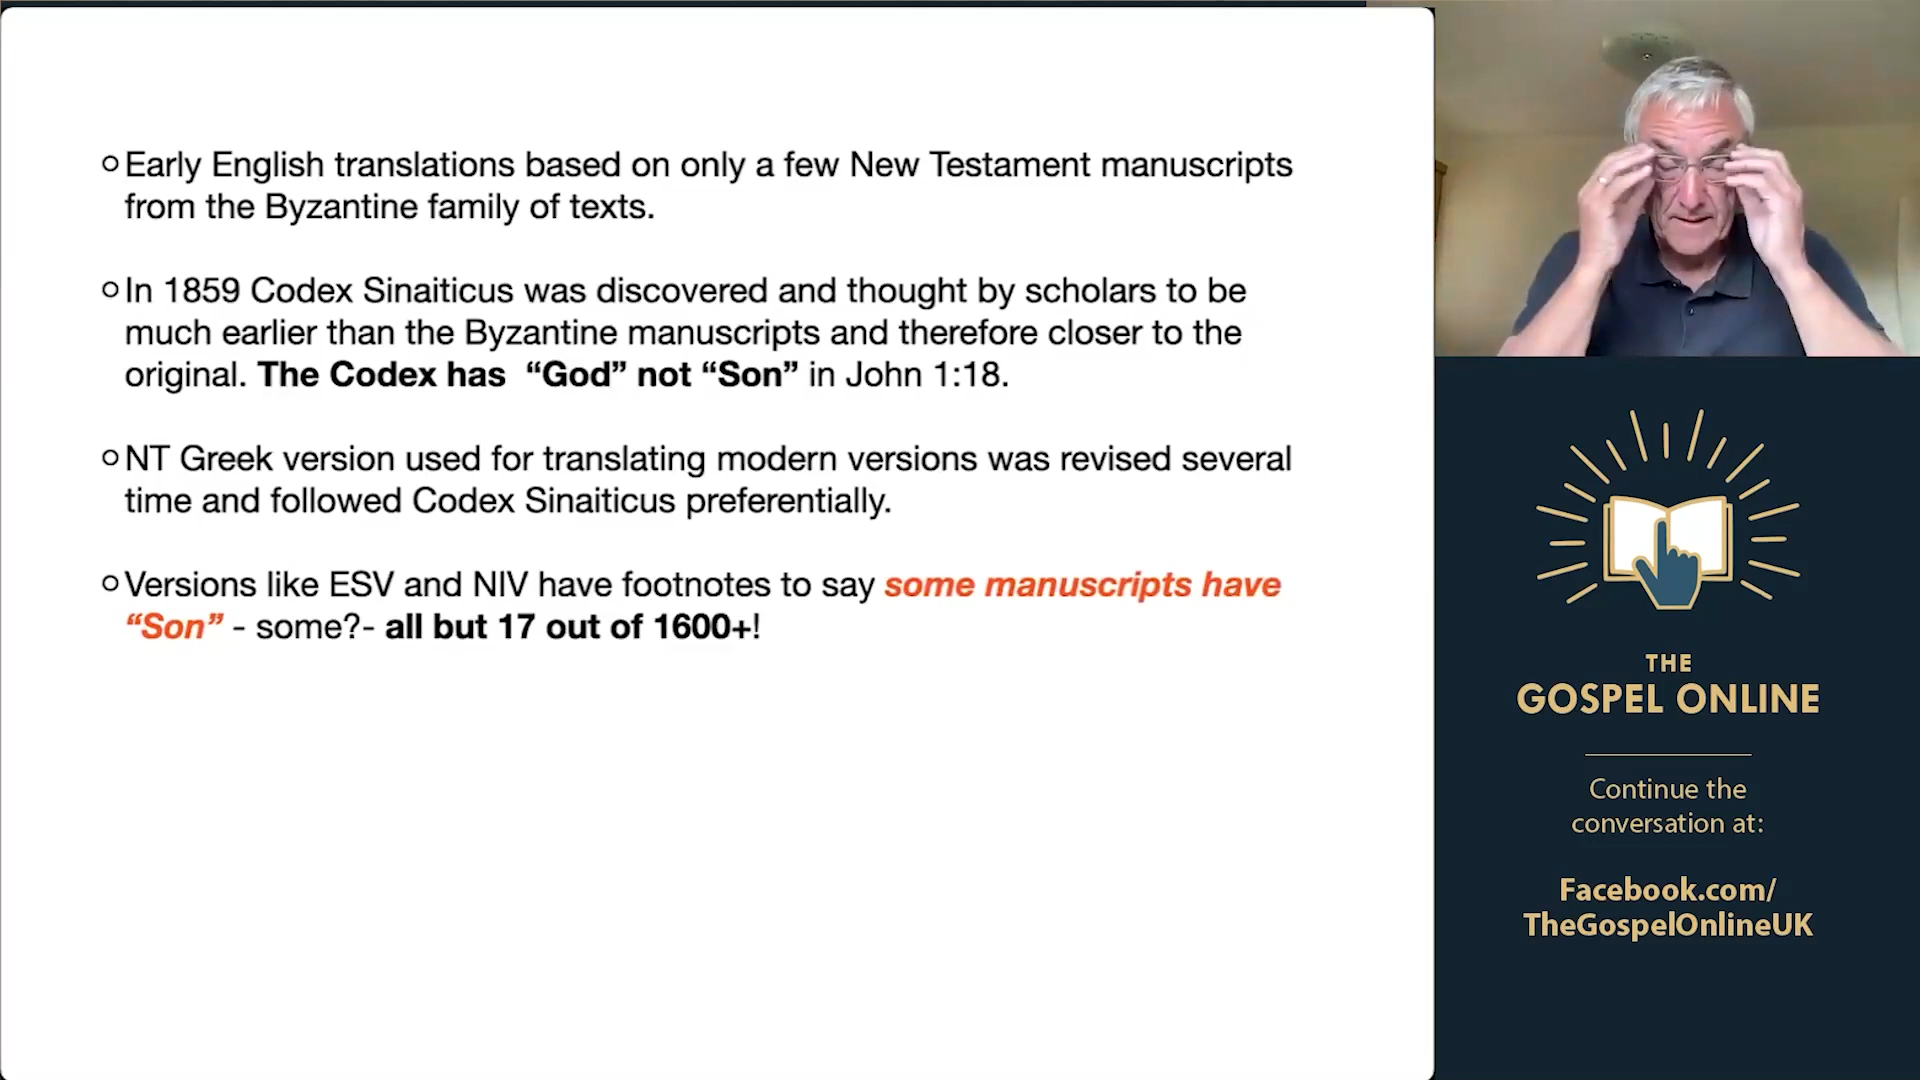 Early English translations based on only a few New Testament manuscripts
from the Byzantine family of texts.
In 1859 Codex Sinaiticus was discovered and thought by scholars to be
much earlier than the Byzantine manuscripts and therefore closer to the
original. The Codex has “God” not “Son” in John 1:18.
NT Greek version used for translating modern versions was revised several
time and followed Codex Sinaiticus preferentially.
Versions like ESV and NIV have footnotes to say some manuscripts have
“Son” - some?- all but 17 out of 1600+!
THE
GOSPEL ONLINE
Continue the
conversation at:
Facebook.com/
TheGospelOnlineUK